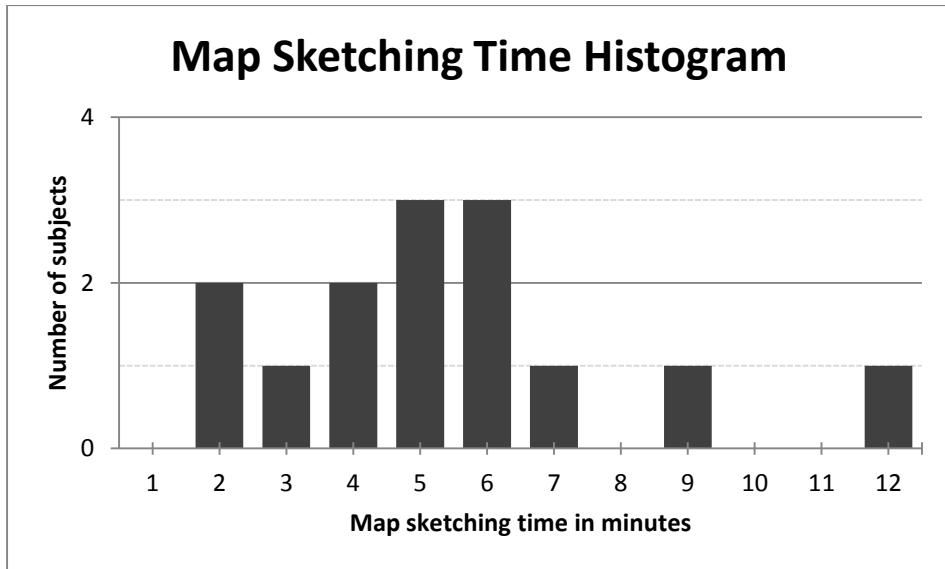 Map Sketching Time Histogram
4
2
0
Number of subjects
1 2 3 4 5 6 7 8 9 10 11 12
Map sketching time in minutes